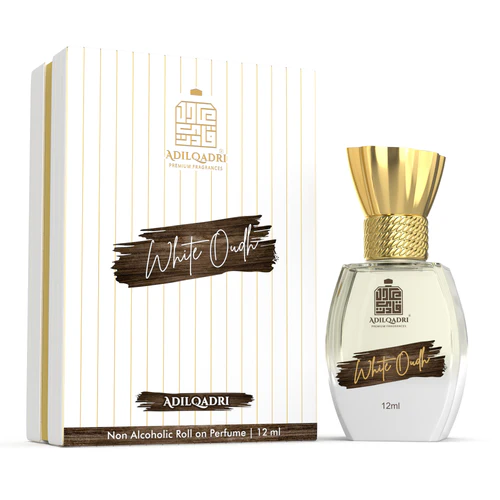 ADILQADRI®
PREMIUM FRAGRANCES
White Oudh
ADILQADRI
Non Alcoholic Roll on Perfume | 12 ml
ADILQADRI®
PREMIUM FRAGRANCES
White Oudh
12ml